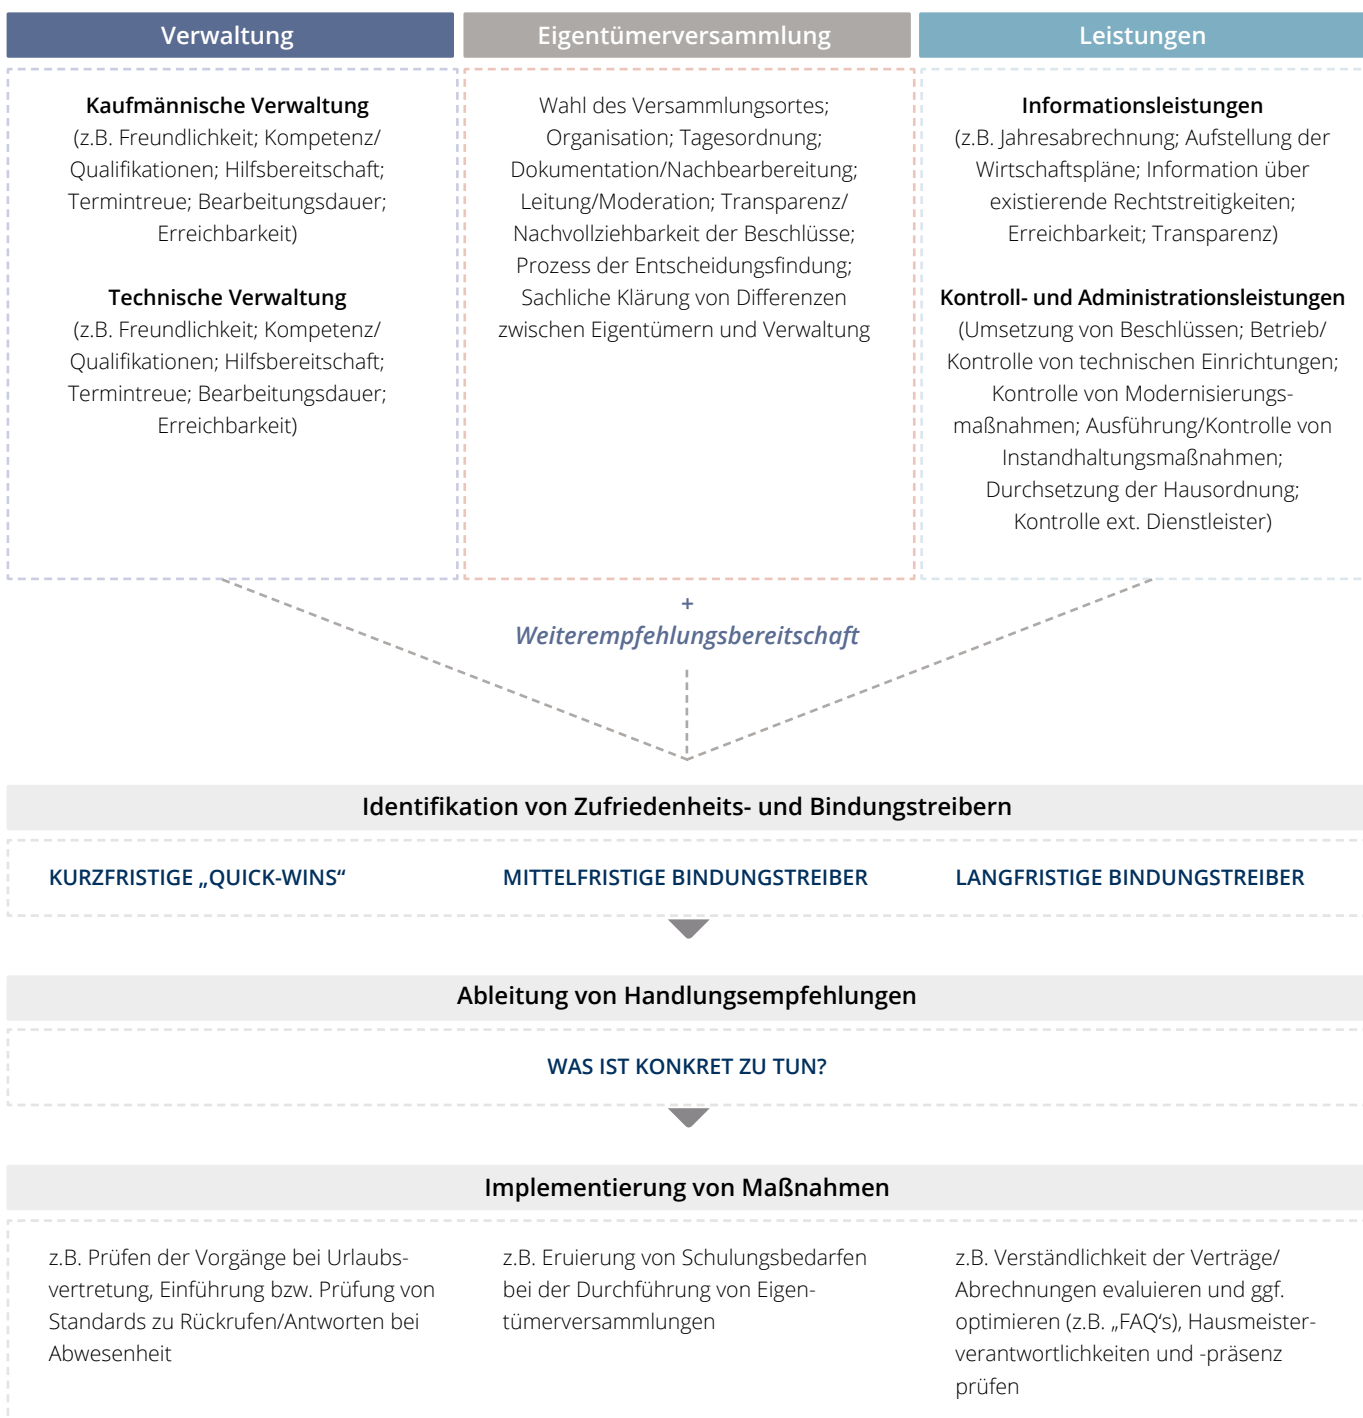 Verwaltung
Kaufmännische Verwaltung
(z.B. Freundlichkeit; Kompetenz/
Qualifikationen; Hilfsbereitschaft;
Termintreue; Bearbeitungsdauer;
Erreichbarkeit)
Technische Verwaltung
(z.B. Freundlichkeit; Kompetenz/
Qualifikationen; Hilfsbereitschaft;
Termintreue; Bearbeitungsdauer;
Erreichbarkeit)
Eigentümerversammlung
Wahl des Versammlungsortes;
Organisation; Tagesordnung;
Dokumentation/Nachbearbereitung;
Leitung/Moderation; Transparenz/
Nachvollziehbarkeit der Beschlüsse;
Prozess der Entscheidungsfindung;
Sachliche Klärung von Differenzen
zwischen Eigentümern und Verwaltung
Leistungen
Informationsleistungen
(z.B. Jahresabrechnung; Aufstellung der
Wirtschaftspläne; Information über
existierende Rechtstreitigkeiten;
Erreichbarkeit; Transparenz)
Kontroll- und Administrationsleistungen
(Umsetzung von Beschlüssen; Betrieb/
Kontrolle von technischen Einrichtungen;
Kontrolle von Modernisierungs-
maßnahmen; Ausführung/Kontrolle von
Instandhaltungsmaßnahmen;
Durchsetzung der Hausordnung;
Kontrolle ext. Dienstleister)
+
Weiterempfehlungsbereitschaft
Identifikation von Zufriedenheits- und Bindungstreibern
KURZFRISTIGE „QUICK-WINS“
MITTELFRISTIGE BINDUNGSTREIBER
LANGFRISTIGE BINDUNGSTREIBER
Ableitung von Handlungsempfehlungen
WAS IST KONKRET ZU TUN?
Implementierung von Maßnahmen
z.B. Prüfen der Vorgänge bei Urlaubs-
vertretung, Einführung bzw. Prüfung von
Standards zu Rückrufen/Antworten bei
Abwesenheit
z.B. Eruierung von Schulungsbedarfen
bei der Durchführung von Eigen-
tümerversammlungen
z.B. Verständlichkeit der Verträge/
Abrechnungen evaluieren und ggf.
optimieren (z.B. „FAQ‘s), Hausmeister-
verantwortlichkeiten und -präsenz
prüfen